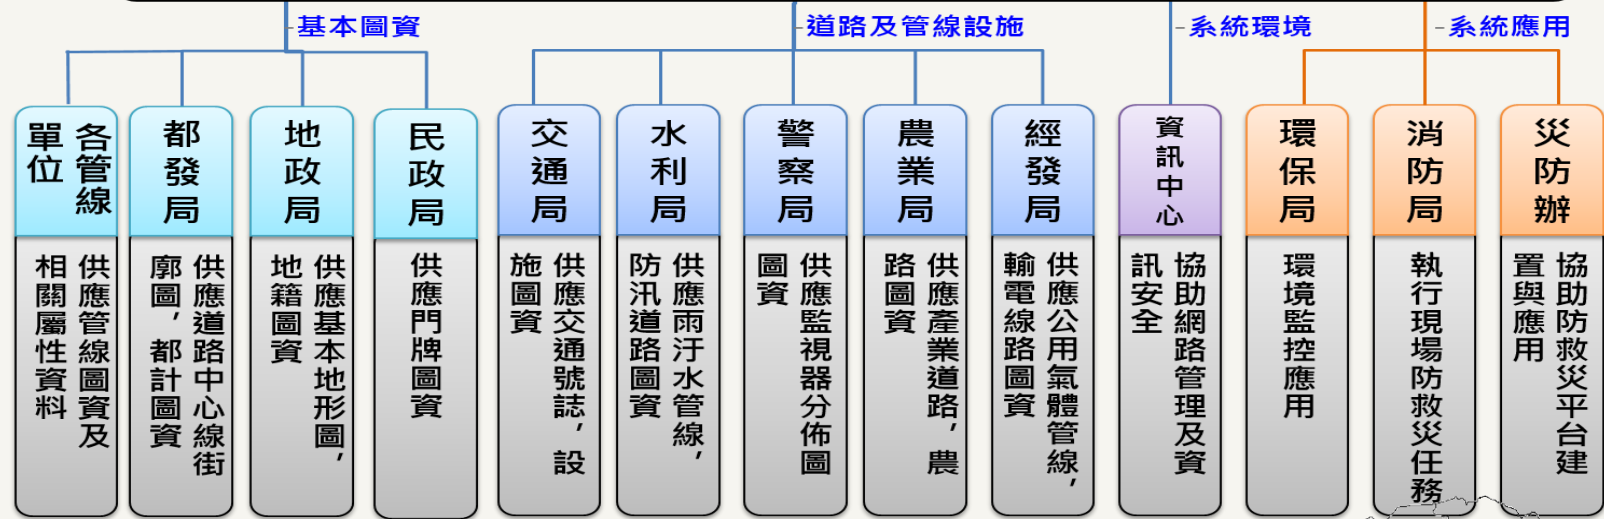 基本圖資
道路及管線設施
系統環境
系統應用
各管線
單位
供應管線圖資及
相關屬性資料
都發局
供應道路中心線街
廓圖，都計圖資
地政局
供應基本地形圖，
地籍圖資
民政局
供應門牌圖資
交通局
供應交通號誌，設
施圖資
水利局
供應雨汙水管線，
防汛道路圖資
警察局
供應監視器分佈圖
圖資
農業局
供應產業道路，農
路圖資
經發局
供應公用氣體管線，
輸電線路圖資
資訊中心
協助網路管理及資
訊安全
環保局
環境監控應用
消防局
執行現場防救災任務
災防辦
協助防救災平台建
置與應用